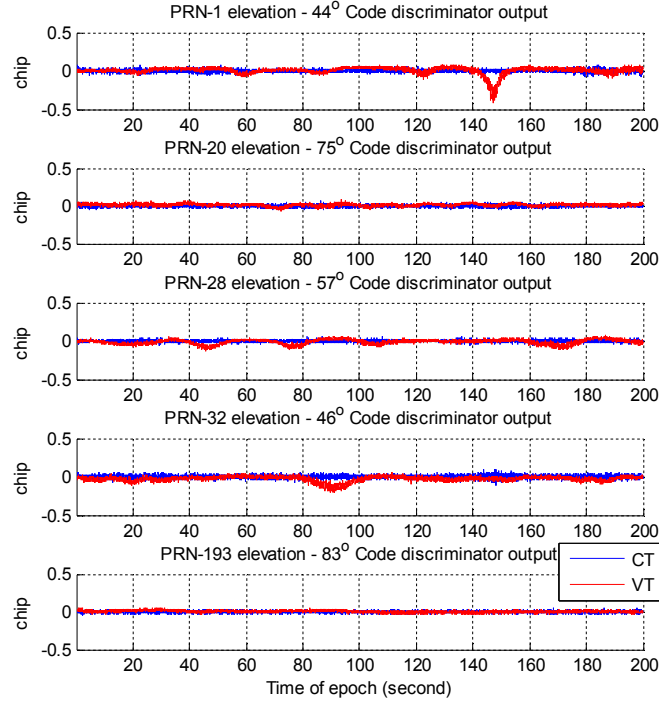 PRN-1 elevation - 44° Code discriminator output
0.5
chip
0
-0.5
20 40 60 80 100 120 140 160 180 200
PRN-20 elevation - 75° Code discriminator output
0.5
chip
0
-0.5
20 40 60 80 100 120 140 160 180 200
PRN-28 elevation - 57° Code discriminator output
0.5
chip
0
-0.5
20 40 60 80 100 120 140 160 180 200
PRN-32 elevation - 46° Code discriminator output
0.5
chip
0
-0.5
20 40 60 80 100 120 140 160 180 200
PRN-193 elevation - 83° Code discriminator output
CT
VT
0.5
chip
0
-0.5
20 40 60 80 100 120 140 160 180 200
Time of epoch (second)